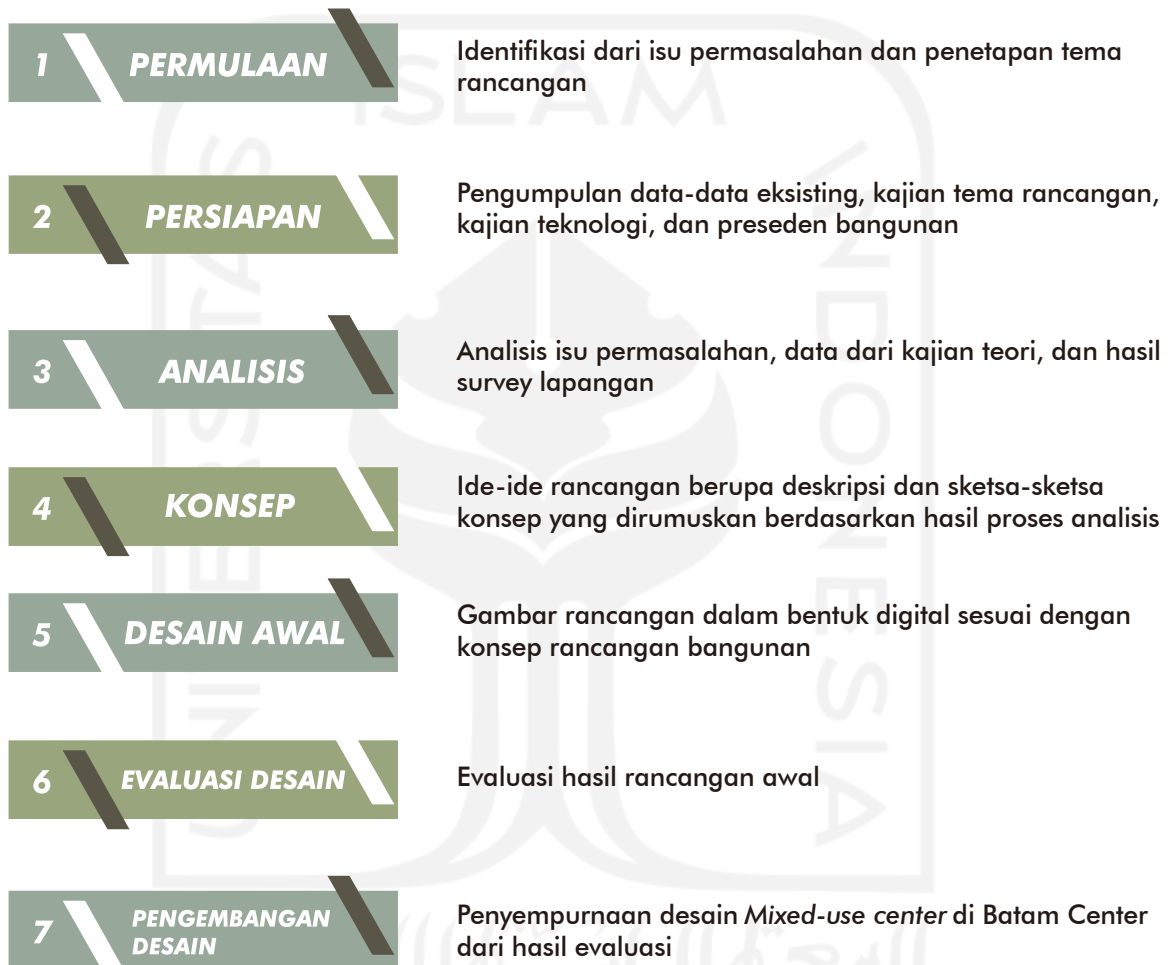 1 PERMULAAN
Identifikasi dari isu permasalahan dan penetapan tema
rancangan
2 PERSIAPAN
Pengumpulan data-data eksisting, kajian tema rancangan,
kajian teknologi, dan preseden bangunan
3 ANALISIS
Analisis isu permasalahan, data dari kajian teori, dan hasil
survey lapangan
4 KONSEP
Ide-ide rancangan berupa deskripsi dan sketsa-sketsa
konsep yang dirumuskan berdasarkan hasil proses analisis
5 DESAIN AWAL
Gambar rancangan dalam bentuk digital sesuai dengan
konsep rancangan bangunan
6 EVALUASI DESAIN
Evaluasi hasil rancangan awal
7 PENGEMBANGAN
DESAIN
Penyempurnaan desain Mixed-use center di Batam Center
dari hasil evaluasi
UNIVERSITAS
ISLAM
INDONESIA